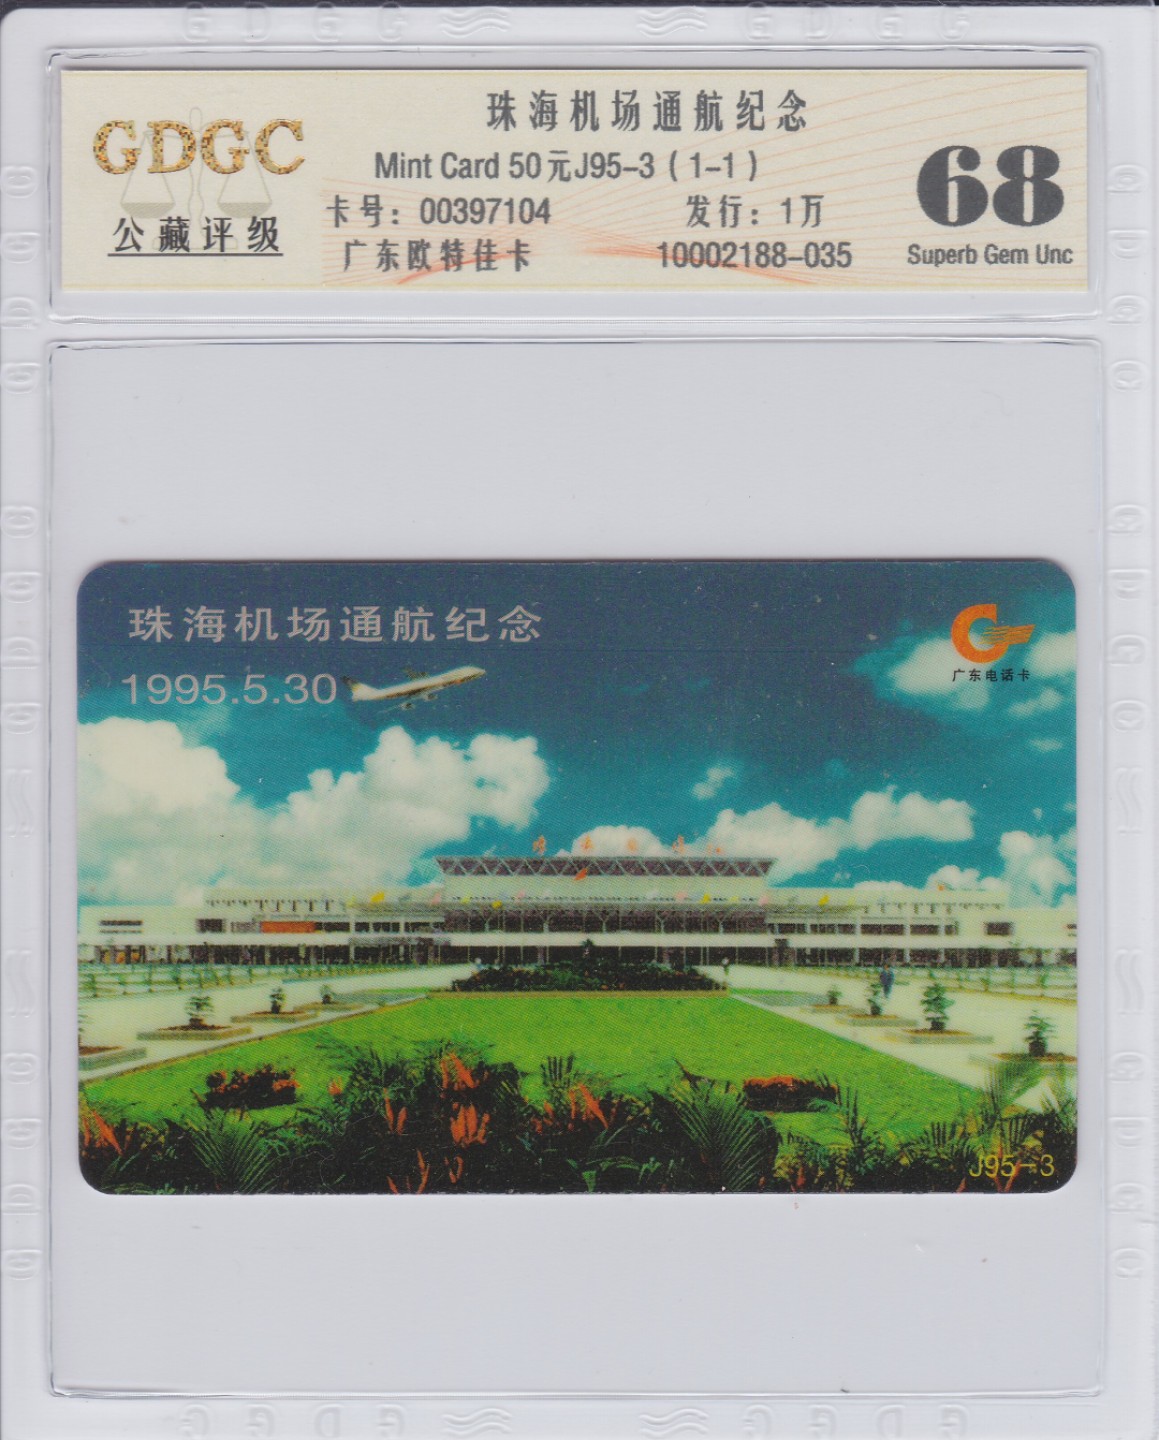 GDGC
公藏评级
珠海机场通航纪念
Mint Card 50元J95-3（1-1）
卡号：00397104 发行：1万
广东欧特佳卡 10002188-035
68
Superb Gem Unc
珠海机场通航纪念
1995.5.30
广东电话卡
J95-3